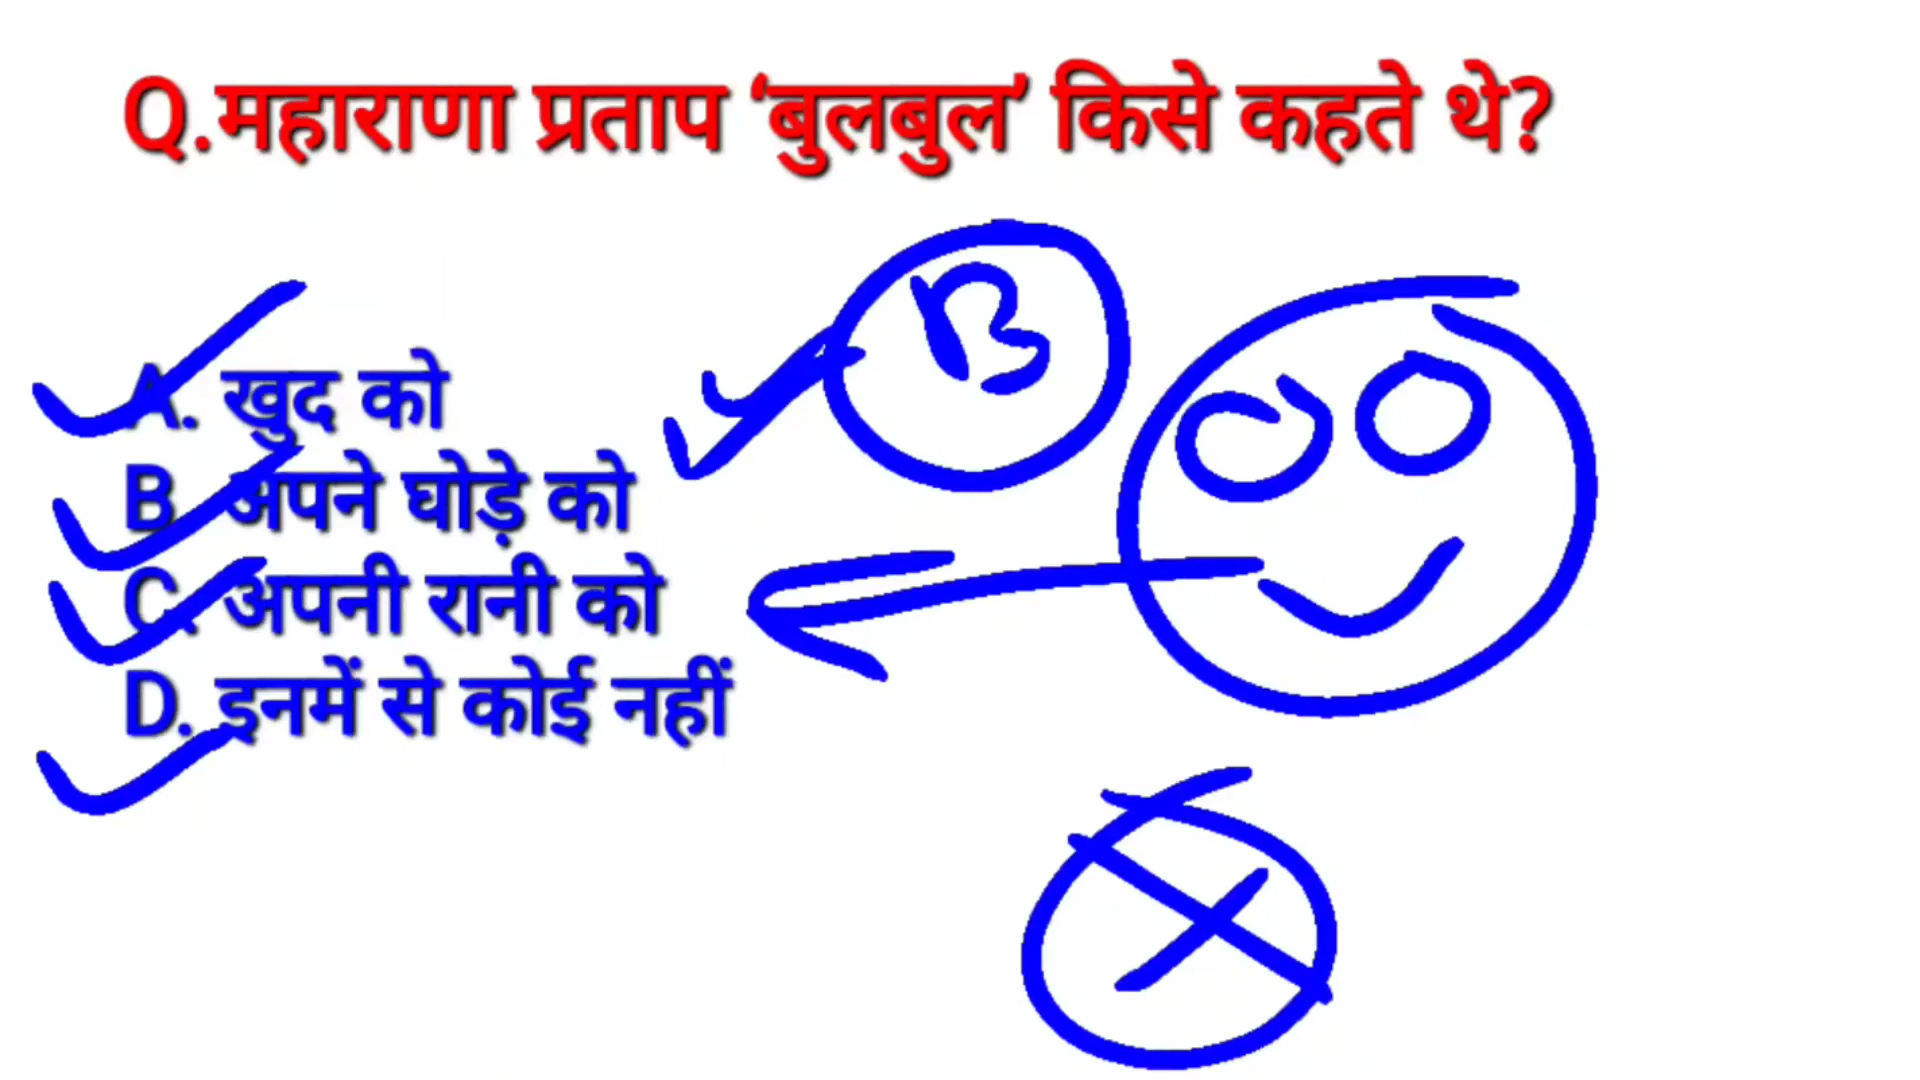 Q.महाराणा प्रताप ‘बुलबुल’ किसे कहते थे?
A. खुद को
B. अपने घोड़े को
C. अपनी रानी को
D. इनमें से कोई नहीं
B